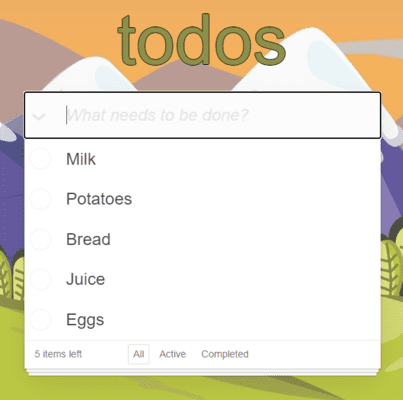 todos
What needs to be done?
Milk
Potatoes
Bread
Juice
Eggs
5 items left All Active Completed